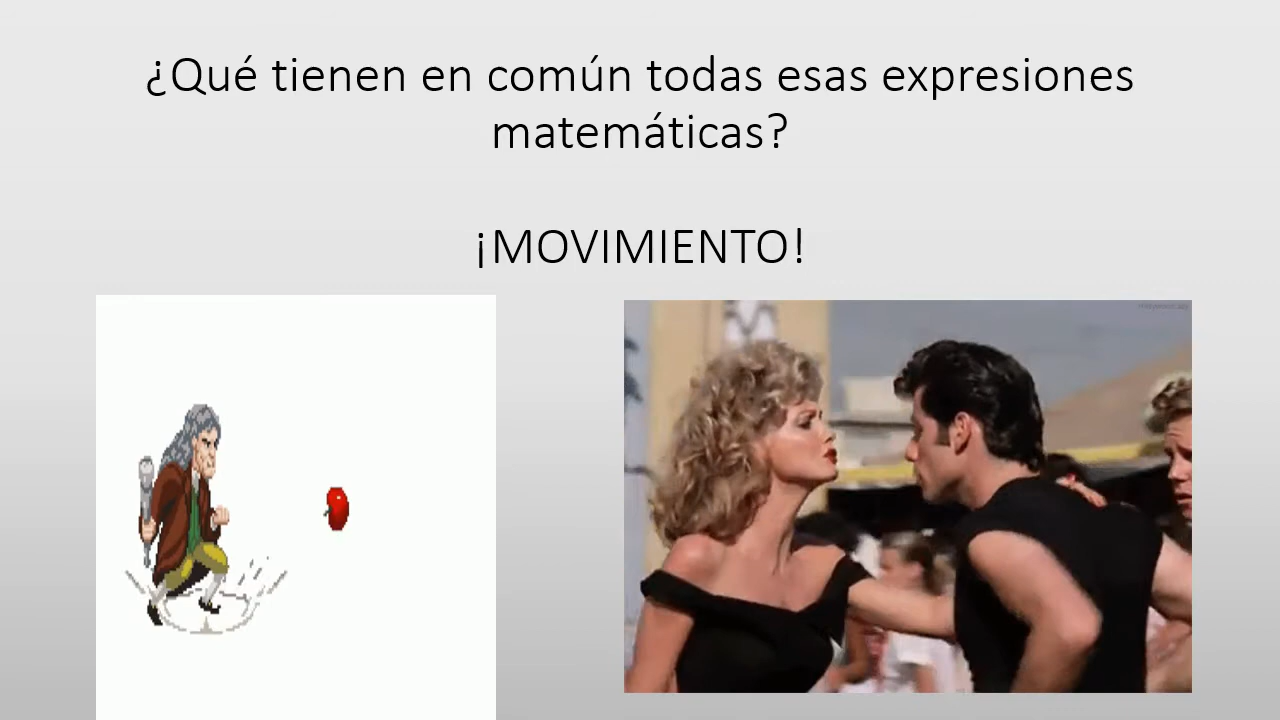 ¿Qué tienen en común todas esas expresiones
matemáticas?
¡MOVIMIENTO!